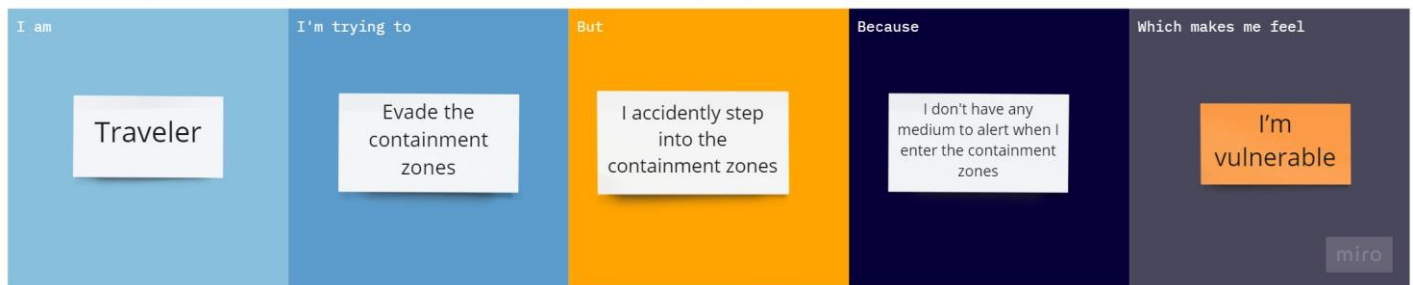 I am
Traveler
I'm trying to
Evade the
containment
zones
But
I accidently step
into the
containment zones
Because
I don't have any
medium to alert when I
enter the containment
zones
Which makes me feel
I’m
vulnerable
miro